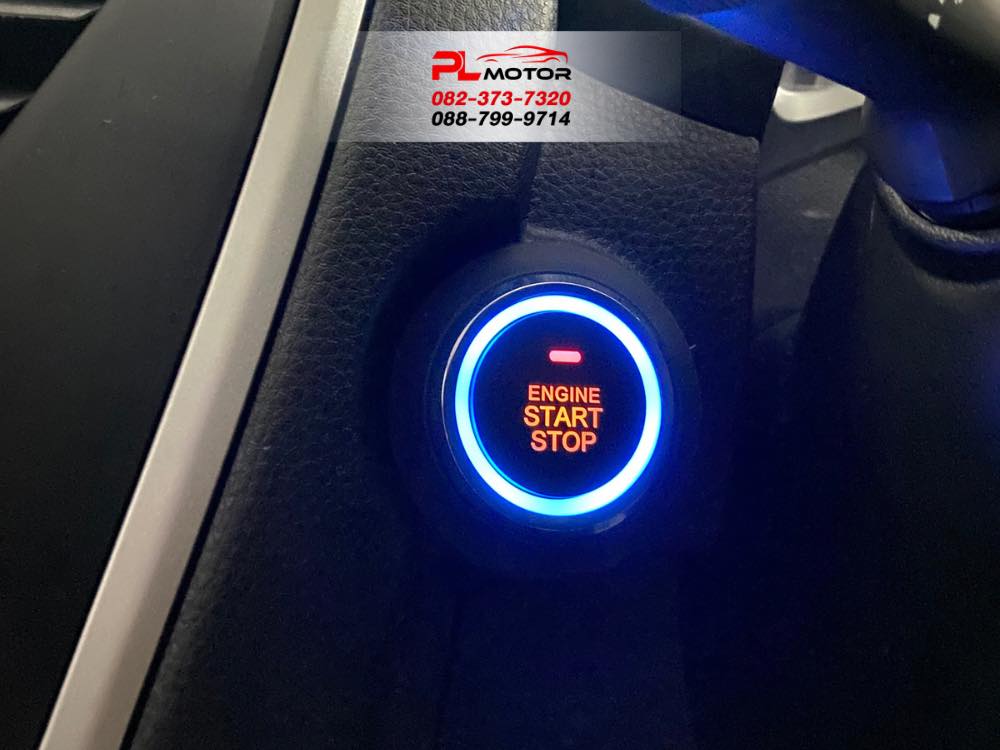 PL MOTOR
082-373-7320
088-799-9714
ENGINE
START
STOP